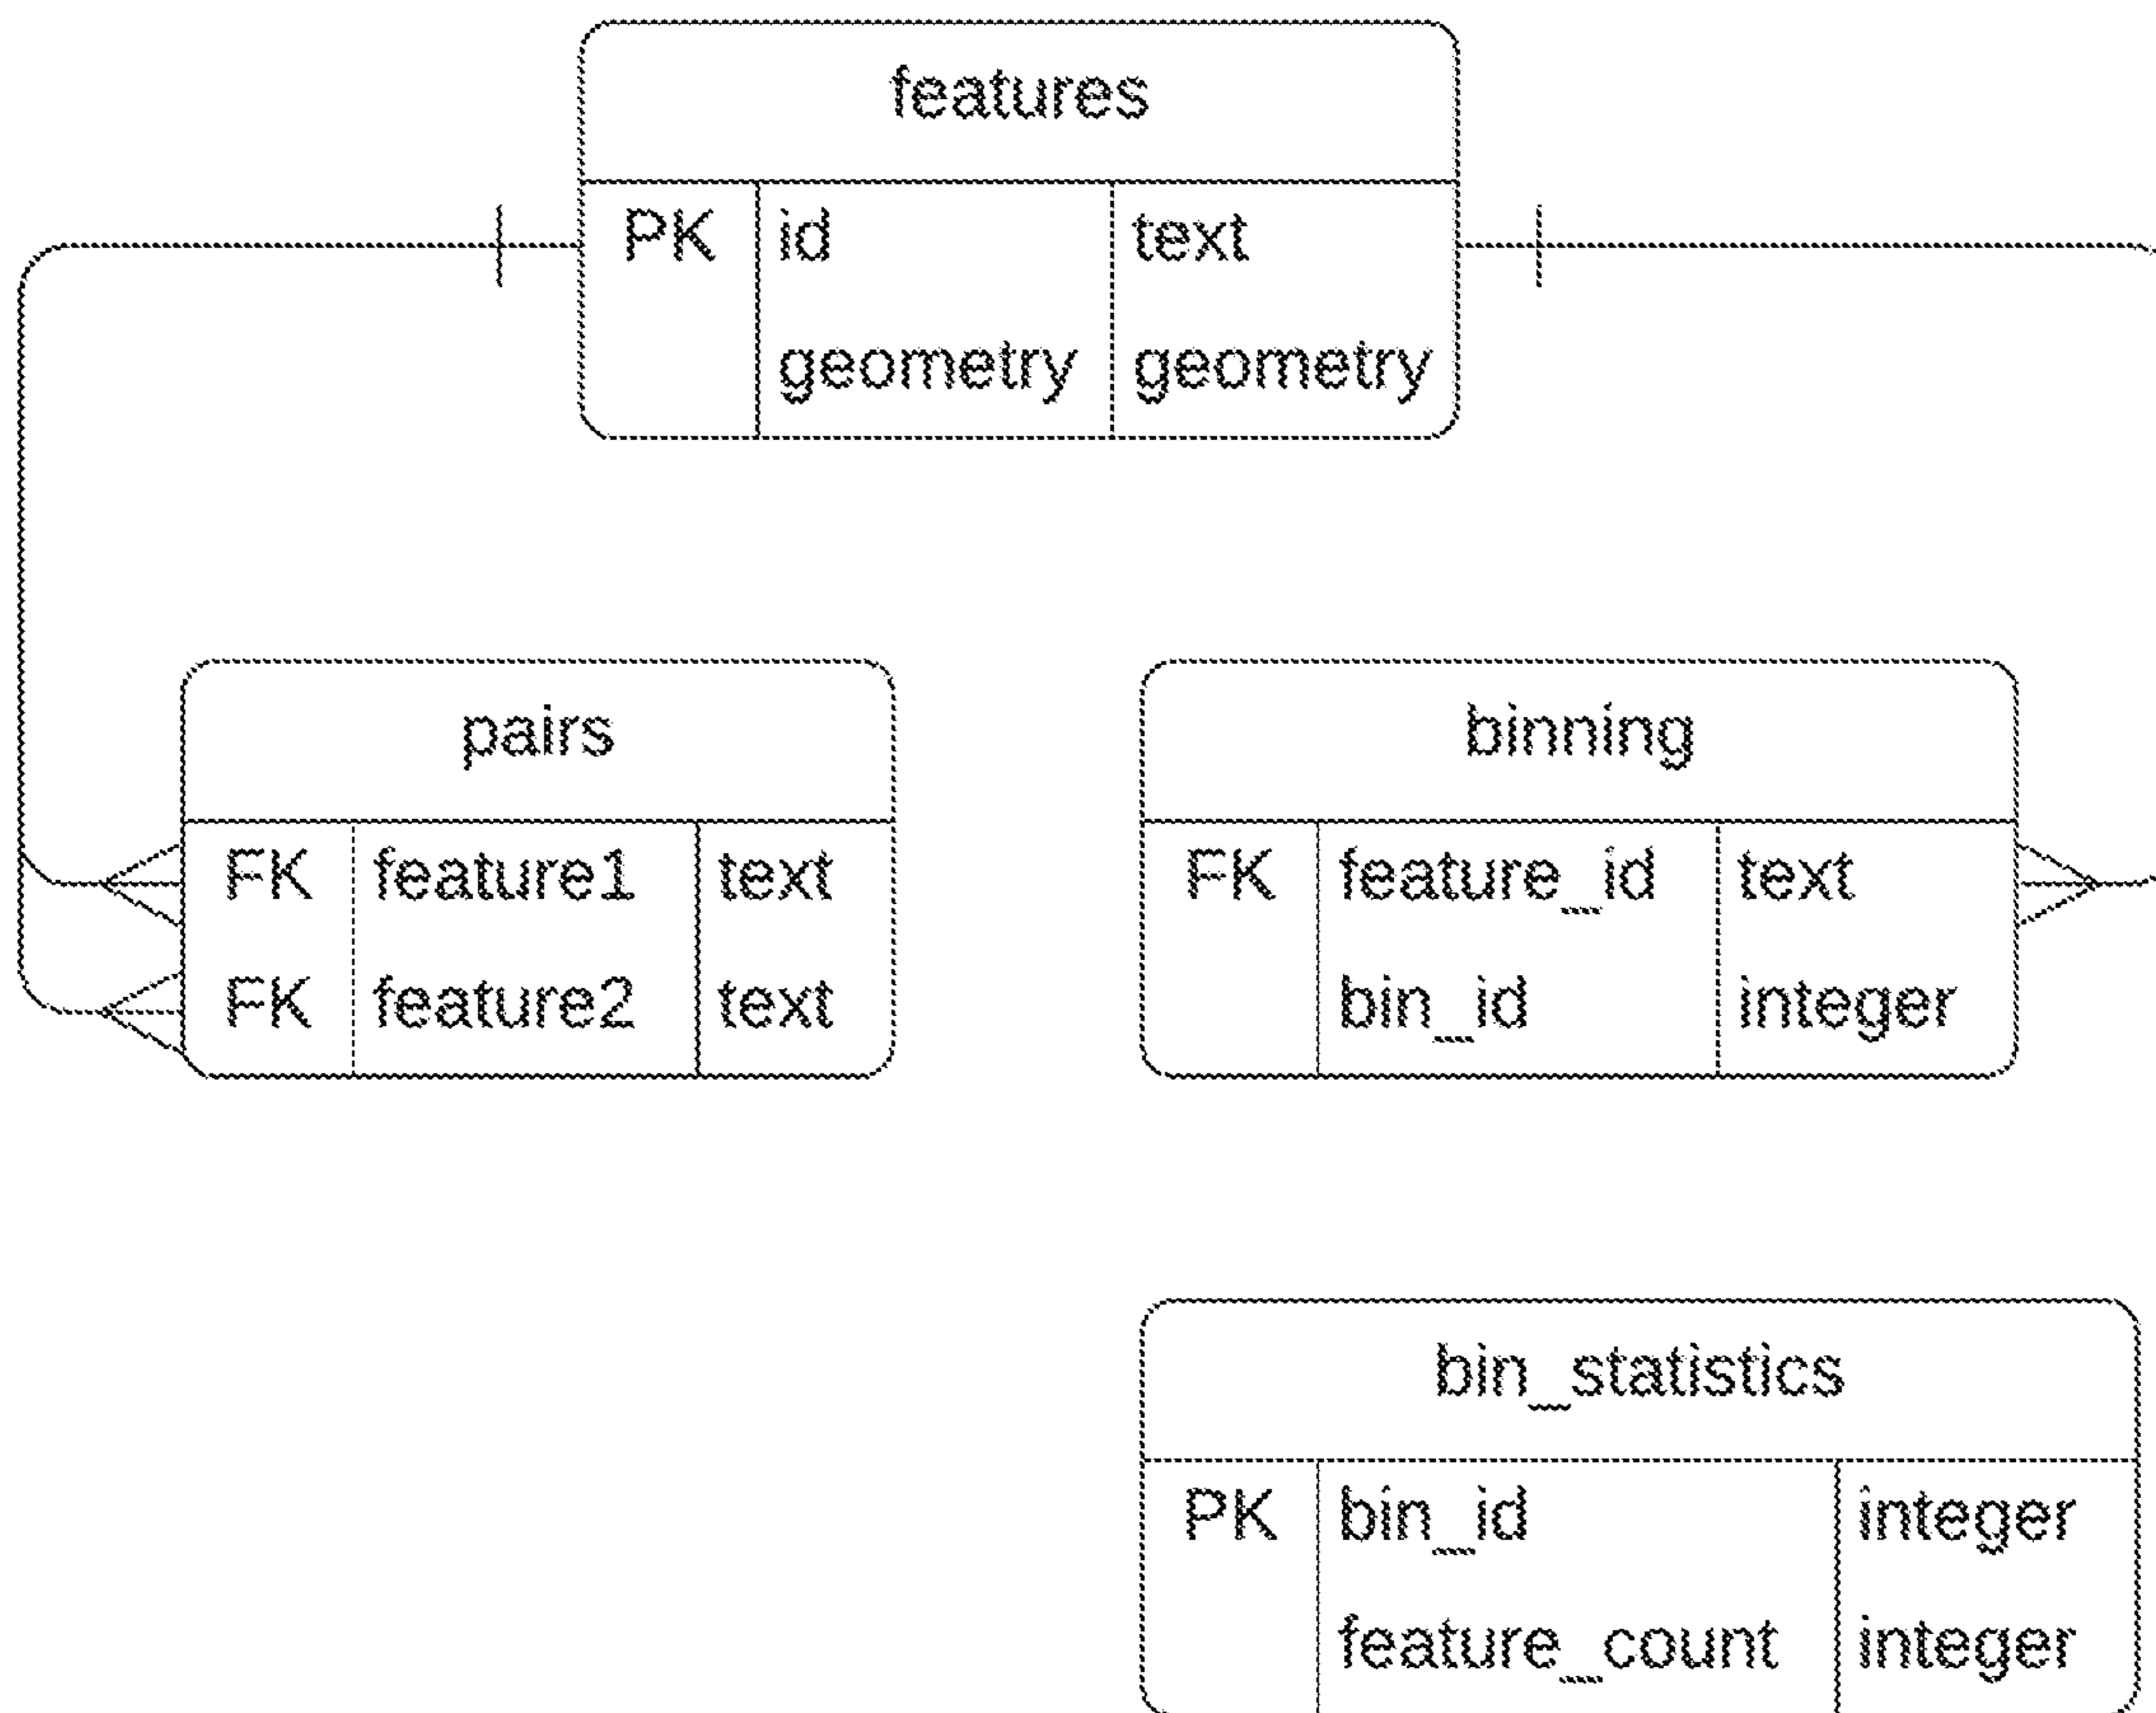 features
PK id text
geometry geometry
pairs
FK feature1 text
FK feature2 text
binning
FK feature_id text
bin_id integer
bin_statistics
PK bin_id integer
feature_count integer